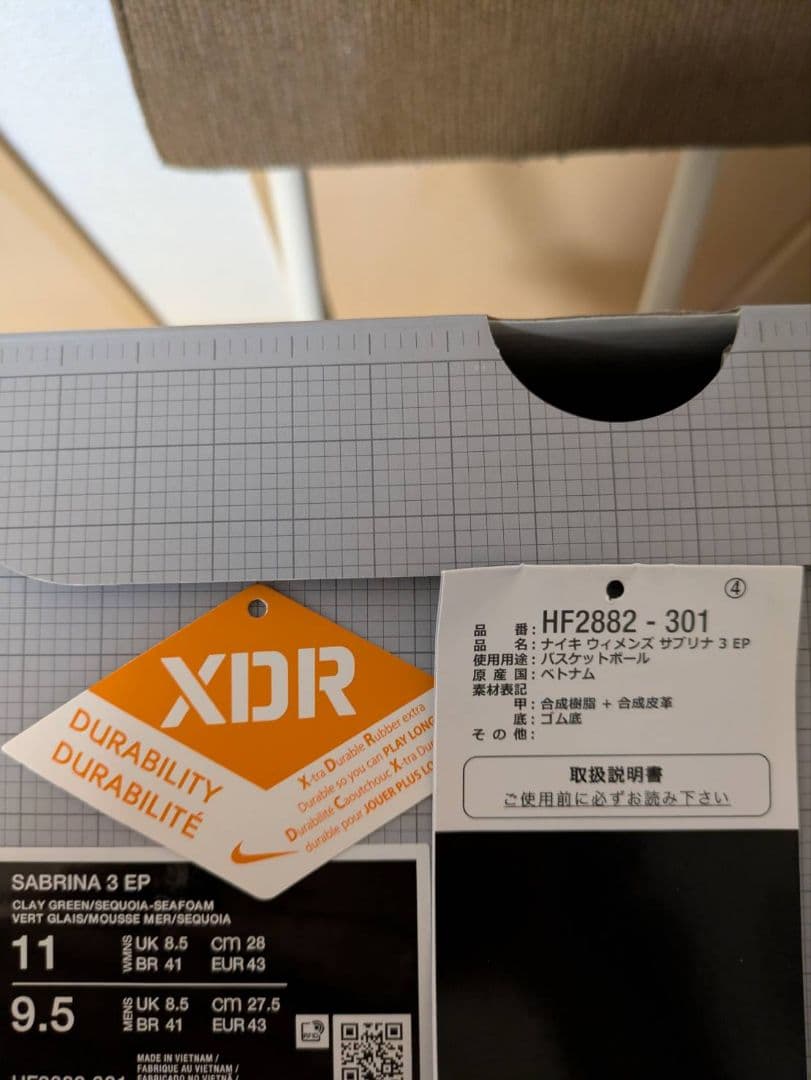 ④
品 番 : HF2882 - 301
品 名 : ナイキ ウィメンズ サブリナ 3 EP
使用用途 : バスケットボール
原 産 国 : ベトナム
素材表記
甲 : 合成樹脂 + 合成皮革
底 : ゴム底
そ の 他 :
取扱説明書
ご使用前に必ずお読み下さい
XDR
DURABILITY
DURABILITÉ
X-tra Durable Rubber extra
Durable so you can PLAY LONG
Durabilité Caoutchouc X-tra Du
durable pour JOUER PLUS LO
SABRINA 3 EP
CLAY GREEN/SEQUOIA-SEAFOAM
VERT GLAIS/MOUSSE MER/SEQUOIA
11 WMNS UK 8.5 cm 28
BR 41 EUR 43
9.5 MENS UK 8.5 cm 27.5
BR 41 EUR 43
RFID
MADE IN VIETNAM /
FABRIQUE AU VIETNAM /